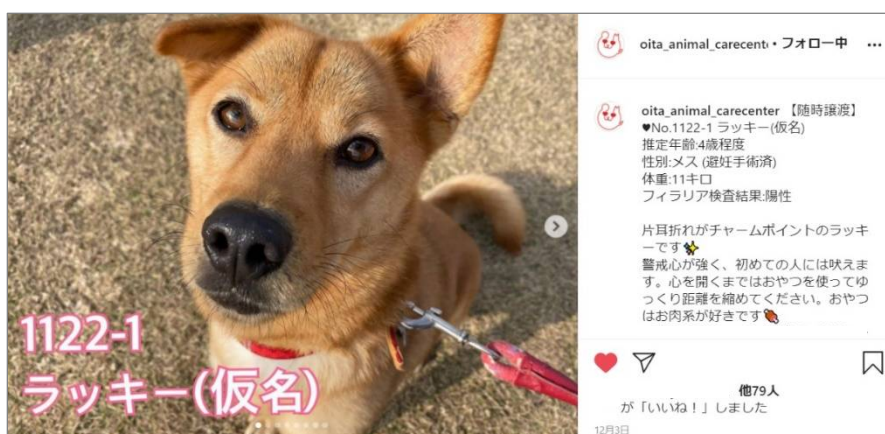 oita_animal_carecent‎ • フォロー中
oita_animal_carecenter 【随時譲渡】
♥No.1122-1 ラッキー(仮名)
推定年齢:4歳程度
性別:メス (避妊手術済)
体重:11キロ
フィラリア検査結果:陽性
片耳折れがチャームポイントのラッキ
ーです✨
警戒心が強く、初めての人には吠えま
す。心を開くまではおやつを使ってゆ
っくり距離を縮めてください。おやつ
はお肉系が好きです🍖
1122-1
ラッキー(仮名)
他79人
が「いいね！」しました
12月3日